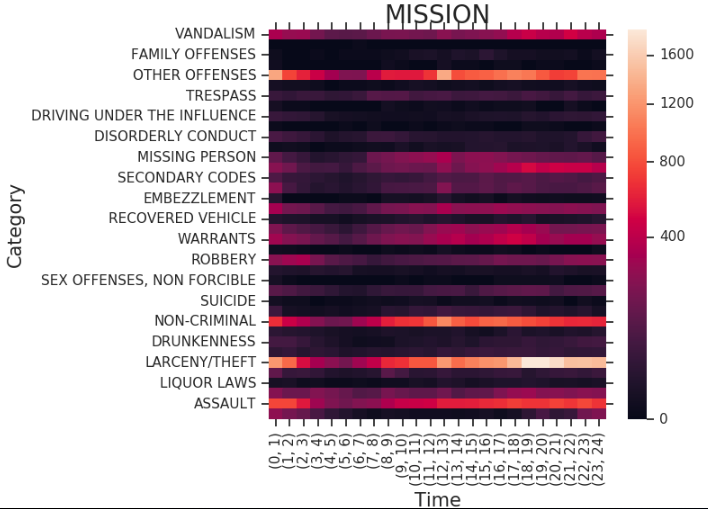 MISSION
VANDALISM
FAMILY OFFENSES
OTHER OFFENSES
TRESPASS
DRIVING UNDER THE INFLUENCE
DISORDERLY CONDUCT
MISSING PERSON
SECONDARY CODES
EMBEZZLEMENT
RECOVERED VEHICLE
WARRANTS
ROBBERY
SEX OFFENSES, NON FORCIBLE
SUICIDE
NON-CRIMINAL
DRUNKENNESS
LARCENY/THEFT
LIQUOR LAWS
ASSAULT
Category
1600
1200
800
400
0
(0, 1)
(1, 2)
(2, 3)
(3, 4)
(4, 5)
(5, 6)
(6, 7)
(7, 8)
(8, 9)
(9, 10)
(10, 11)
(11, 12)
(12, 13)
(13, 14)
(14, 15)
(15, 16)
(16, 17)
(17, 18)
(18, 19)
(19, 20)
(20, 21)
(21, 22)
(22, 23)
(23, 24)
Time